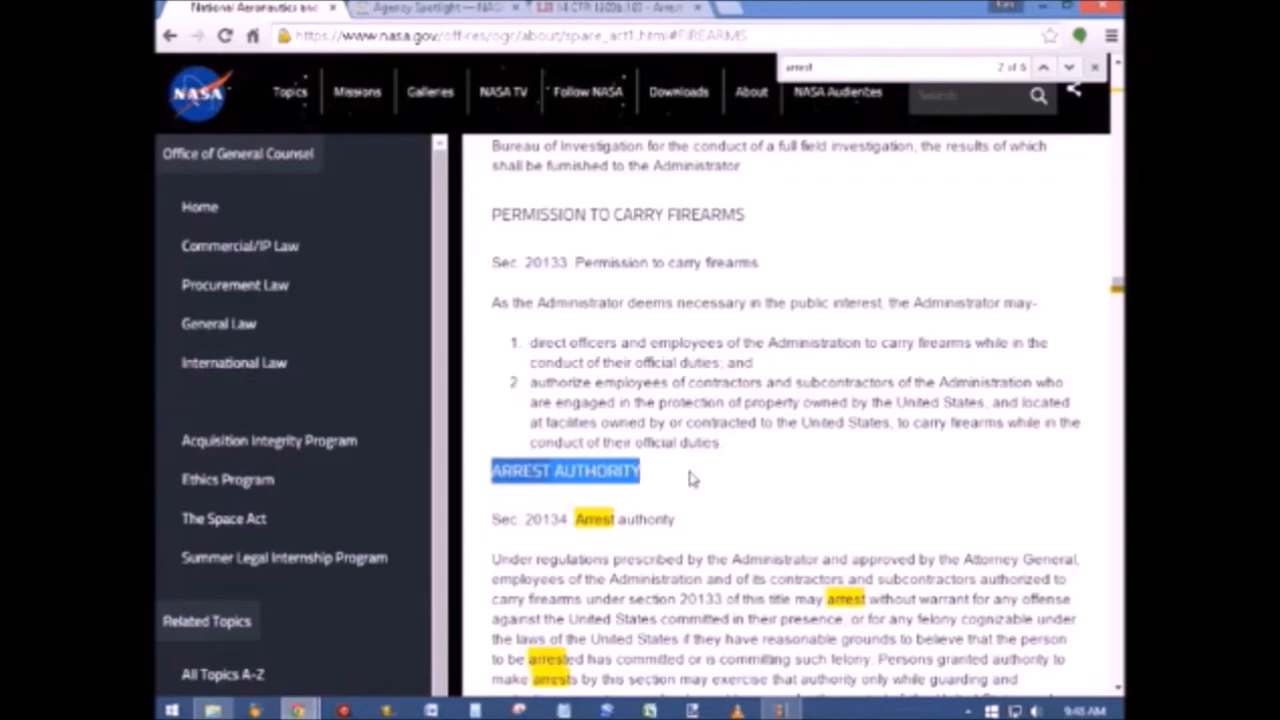 National Aeronautics and
Agency Spotlight — NAS
14 CFR 1203b.103 - Arres
https://www.nasa.gov/offices/ogc/about/space_act1.html#FIREARMS
arrest
2 of 6
NASA
Topics
Missions
Galleries
NASA TV
Follow NASA
Downloads
About
NASA Audiences
Search
Office of General Counsel
Home
Commercial/IP Law
Procurement Law
General Law
International Law
Acquisition Integrity Program
Ethics Program
The Space Act
Summer Legal Internship Program
Related Topics
All Topics A-Z
Bureau of Investigation for the conduct of a full field investigation, the results of which
shall be furnished to the Administrator
PERMISSION TO CARRY FIREARMS
Sec. 20133. Permission to carry firearms
As the Administrator deems necessary in the public interest, the Administrator may-
1. direct officers and employees of the Administration to carry firearms while in the
conduct of their official duties; and
2 authorize employees of contractors and subcontractors of the Administration who
are engaged in the protection of property owned by the United States, and located
at facilities owned by or contracted to the United States, to carry firearms while in the
conduct of their official duties.
ARREST AUTHORITY
Sec. 20134. Arrest authority
Under regulations prescribed by the Administrator and approved by the Attorney General,
employees of the Administration and of its contractors and subcontractors authorized to
carry firearms under section 20133 of this title may arrest without warrant for any offense
against the United States committed in their presence, or for any felony cognizable under
the laws of the United States if they have reasonable grounds to believe that the person
to be arrested has committed or is committing such felony. Persons granted authority to
make arrests by this section may exercise that authority only while guarding and
9:48 AM